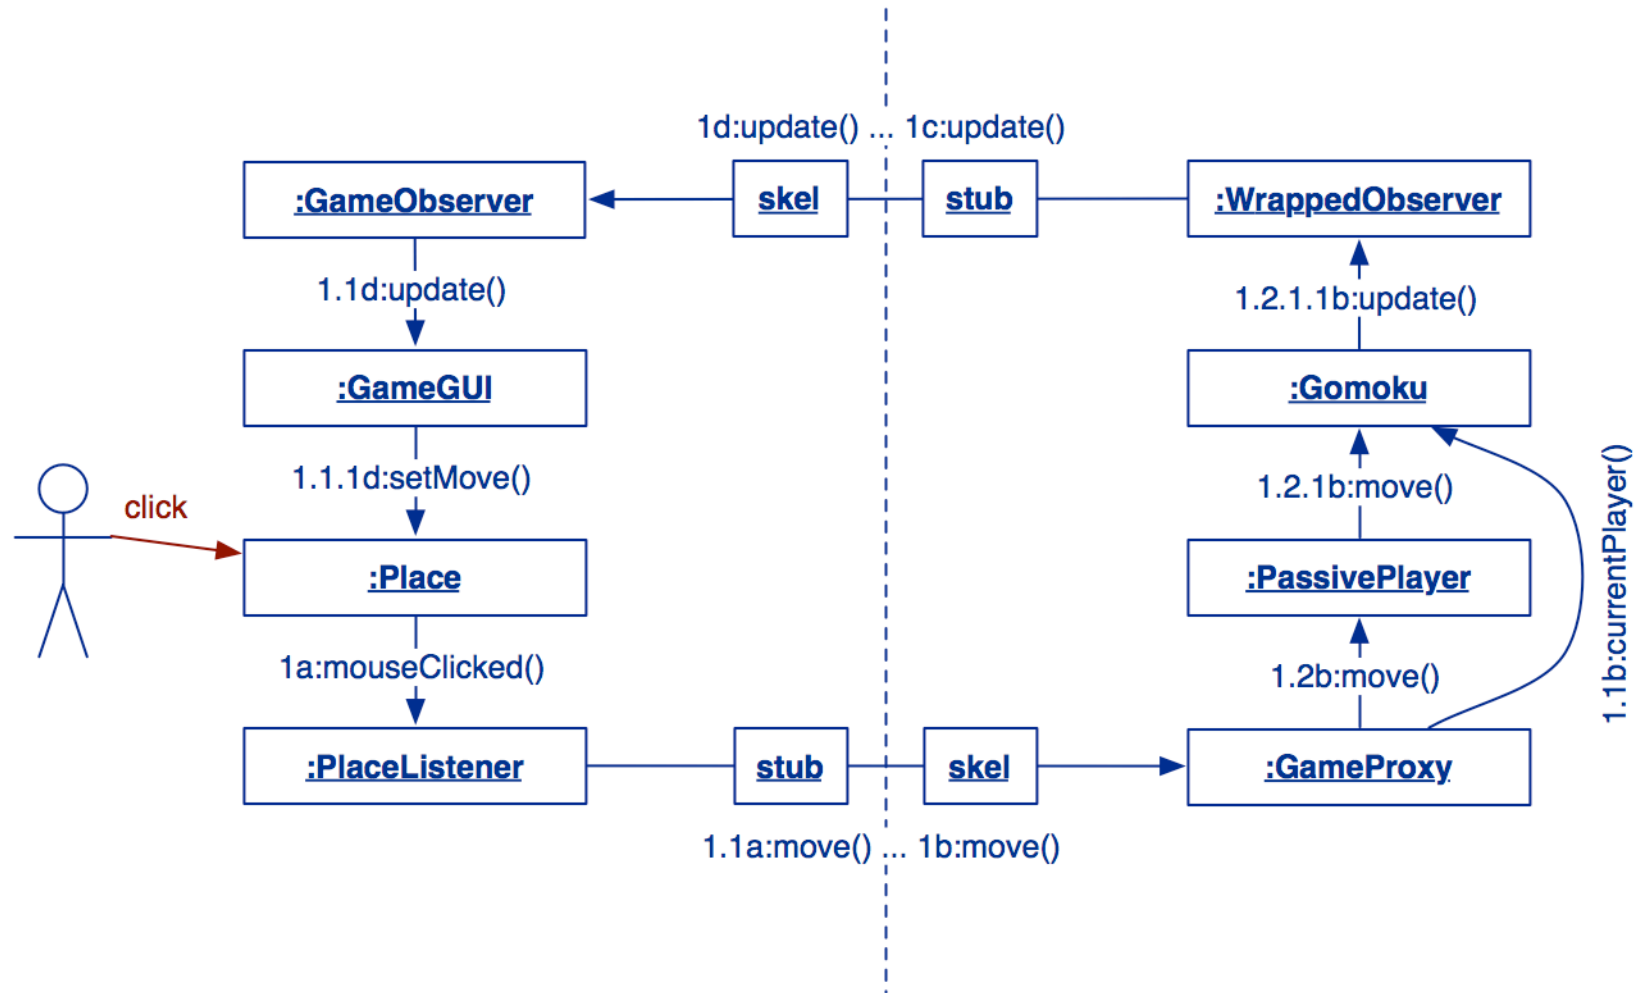 1d:update() ... 1c:update()
:GameObserver
skel
stub
:WrappedObserver
1.1d:update()
1.2.1.1b:update()
:GameGUI
:Gomoku
1.1.1d:setMove()
1.2.1b:move()
click
1.1b:currentPlayer()
:Place
:PassivePlayer
1a:mouseClicked()
1.2b:move()
:PlaceListener
stub
skel
:GameProxy
1.1a:move() ... 1b:move()